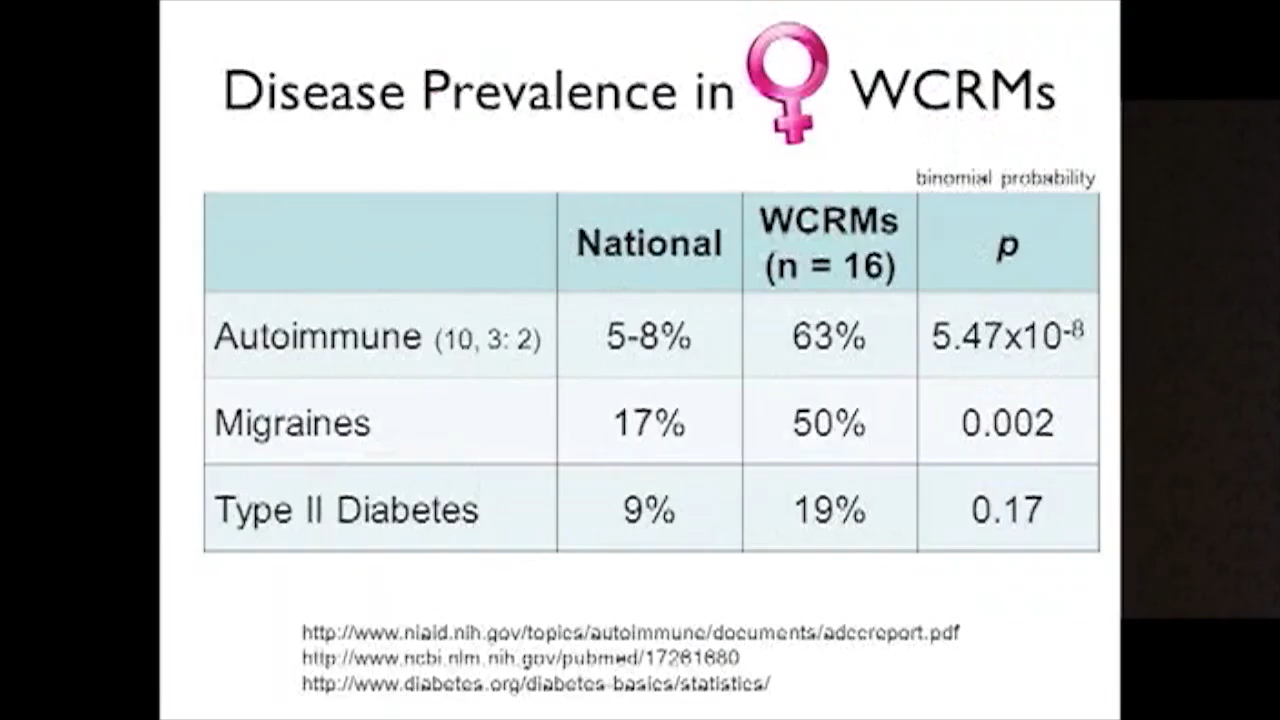 Disease Prevalence in WCRMs
binomial probability
National
WCRMs
(n = 16)
p
Autoimmune (10, 3: 2) 5-8% 63% 5.47x10⁻⁸
Migraines 17% 50% 0.002
Type II Diabetes 9% 19% 0.17
http://www.niaid.nih.gov/topics/autoimmune/documents/adccreport.pdf
http://www.ncbi.nlm.nih.gov/pubmed/17261680
http://www.diabetes.org/diabetes-basics/statistics/